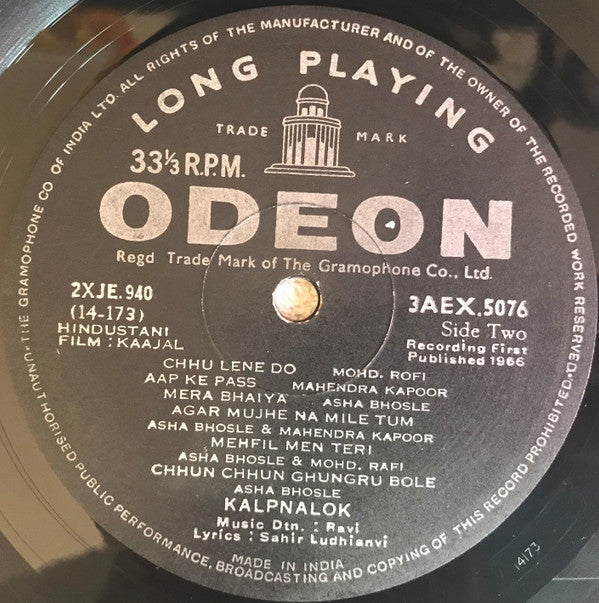 UNAUTHORISED PUBLIC PERFORMANCE, BROADCASTING AND COPYING OF THIS RECORD PROHIBITED. THE GRAMOPHONE CO OF INDIA LTD. ALL RIGHTS OF THE MANUFACTURER AND OF THE OWNER OF THE RECORDED WORK RESERVED.
LONG PLAYING
TRADE MARK
33⅓ R.P.M.
ODEON
Regd Trade Mark of The Gramophone Co., Ltd.
2XJE.940
(14-173)
HINDUSTANI
FILM : KAAJAL
3AEX.5076
Side Two
Recording First
Published 1966
CHHU LENE DO MOHD. ROFI
AAP KE PASS MAHENDRA KAPOOR
MERA BHAIYA ASHA BHOSLE
AGAR MUJHE NA MILE TUM
ASHA BHOSLE & MAHENDRA KAPOOR
MEHFIL MEN TERI
ASHA BHOSLE & MOHD. RAFI
CHHUN CHHUN GHUNGRU BOLE
ASHA BHOSLE
KALPNALOK
Music Dtn. : Ravi
Lyrics : Sahir Ludhianvi
MADE IN INDIA
14173